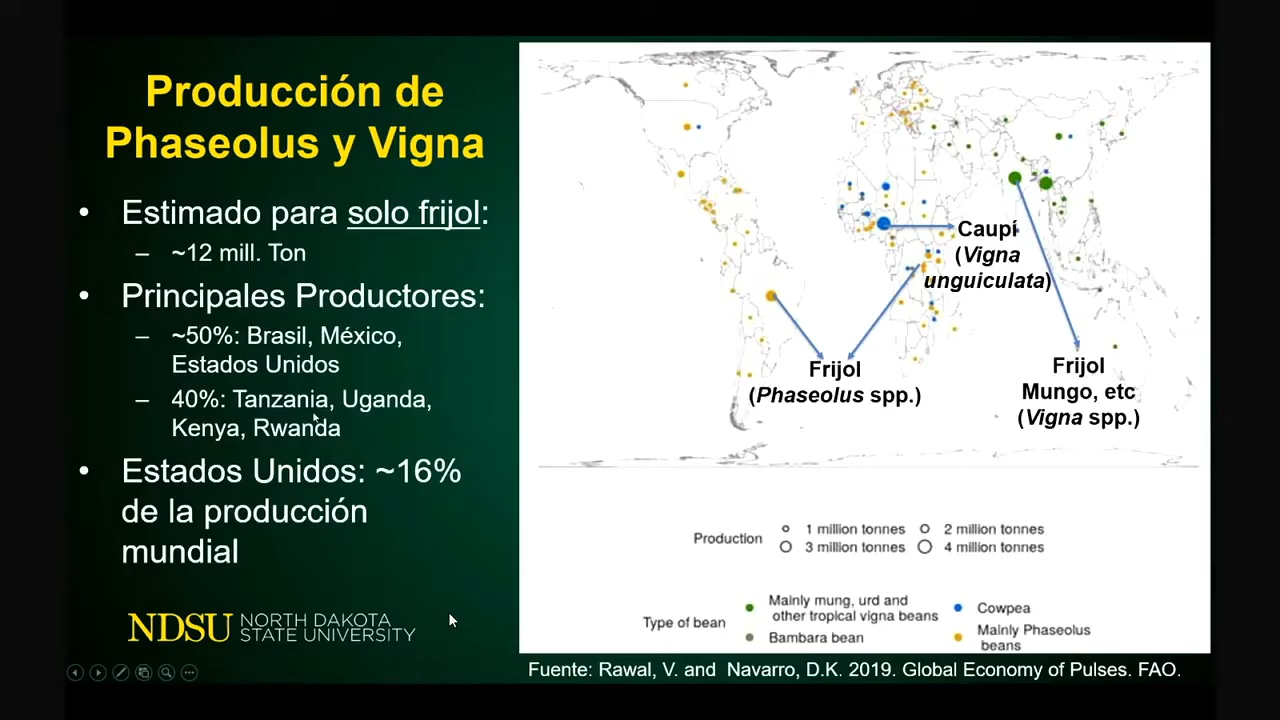 Producción de
Phaseolus y Vigna
• Estimado para solo frijol:
– ~12 mill. Ton
• Principales Productores:
– ~50%: Brasil, México,
Estados Unidos
– 40%: Tanzania, Uganda,
Kenya, Rwanda
• Estados Unidos: ~16%
de la producción
mundial
NDSU NORTH DAKOTA
STATE UNIVERSITY
Caupí
(Vigna
unguiculata)
Frijol
(Phaseolus spp.)
Frijol
Mungo, etc
(Vigna spp.)
Production
1 million tonnes
2 million tonnes
3 million tonnes
4 million tonnes
Type of bean
Mainly mung, urd and
other tropical vigna beans
Cowpea
Bambara bean
Mainly Phaseolus
beans
Fuente: Rawal, V. and Navarro, D.K. 2019. Global Economy of Pulses. FAO.